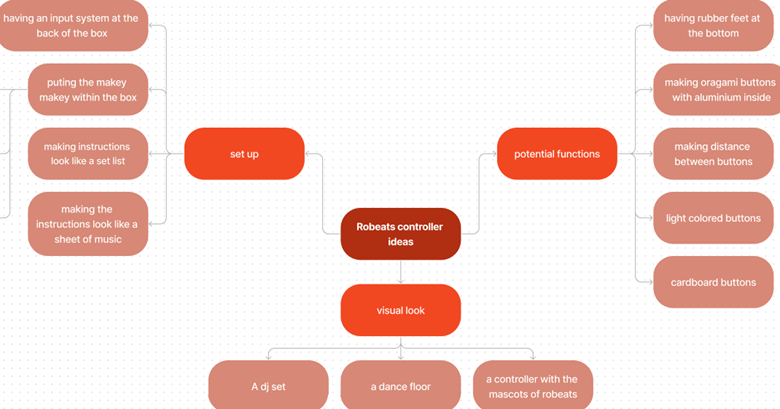 having an input system at the
back of the box
puting the makey
makey within the box
making instructions
look like a set list
making the
instructions look like a
sheet of music
set up
Robeats controller
ideas
potential functions
having rubber feet at
the bottom
making oragami buttons
with aluminium inside
making distance
between buttons
light colored buttons
cardboard buttons
visual look
A dj set
a dance floor
a controller with the
mascots of robeats